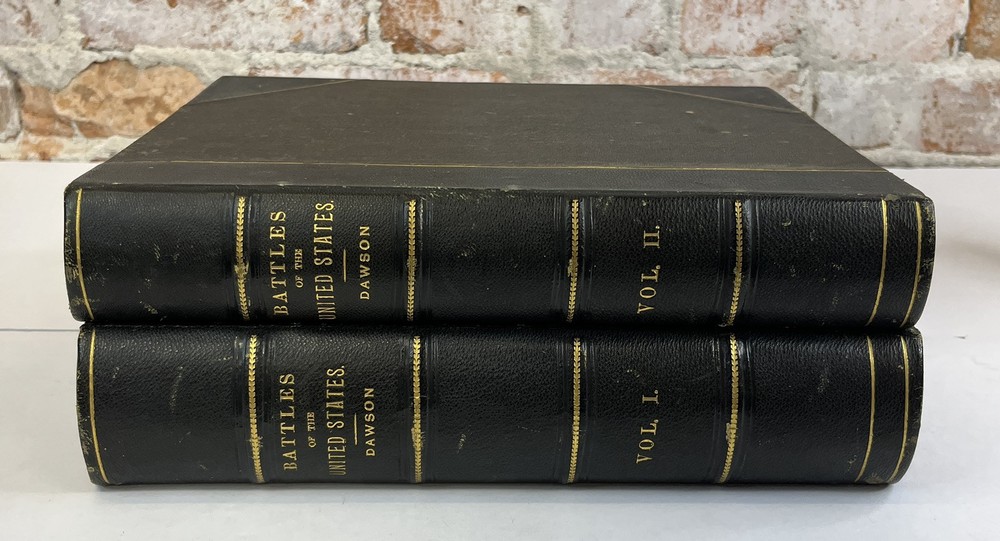 BATTLES
OF THE
UNITED STATES.
DAWSON
VOL. II.
BATTLES
OF THE
UNITED STATES.
DAWSON
VOL. I.